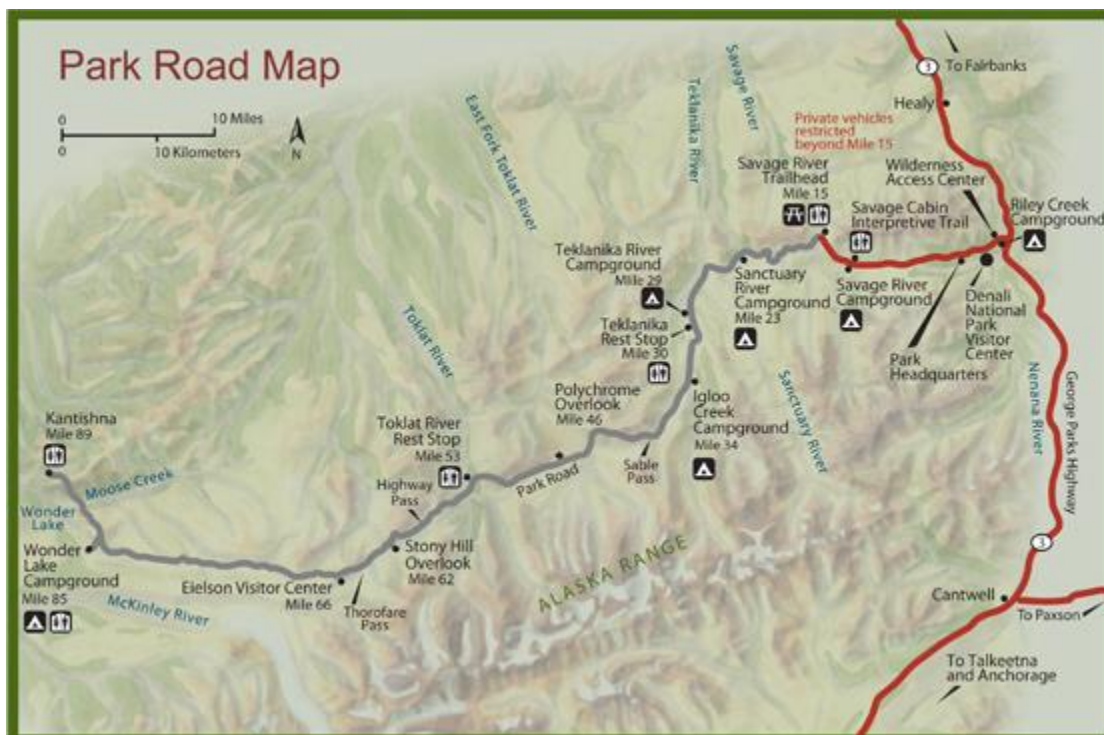 Park Road Map
0 10 Miles
0 10 Kilometers
N
East Fork Toklat River
Teklanika River
Savage River
Private vehicles
restricted
beyond Mile 15
3
To Fairbanks
Healy
Wilderness
Access Center
Riley Creek
Campground
Savage River
Trailhead
Mile 15
Savage Cabin
Interpretive Trail
Teklanika River
Campground
Mile 29
Teklanika
Rest Stop
Mile 30
Sanctuary
River
Campground
Mile 23
Savage River
Campground
Park
Headquarters
Denali
National
Park
Visitor
Center
Nenana River
George Parks Highway
Toklat River
Polychrome
Overlook
Mile 46
Igloo
Creek
Campground
Mile 34
Sanctuary River
Kantishna
Mile 89
Toklat River
Rest Stop
Mile 53
Sable
Pass
Park Road
Moose Creek
Highway
Pass
Wonder
Lake
Wonder
Lake
Campground
Mile 85
McKinley River
Eielson Visitor Center
Mile 66
Stony Hill
Overlook
Mile 62
Thorofare
Pass
ALASKA RANGE
3
Cantwell
To Paxson
To Talkeetna
and Anchorage